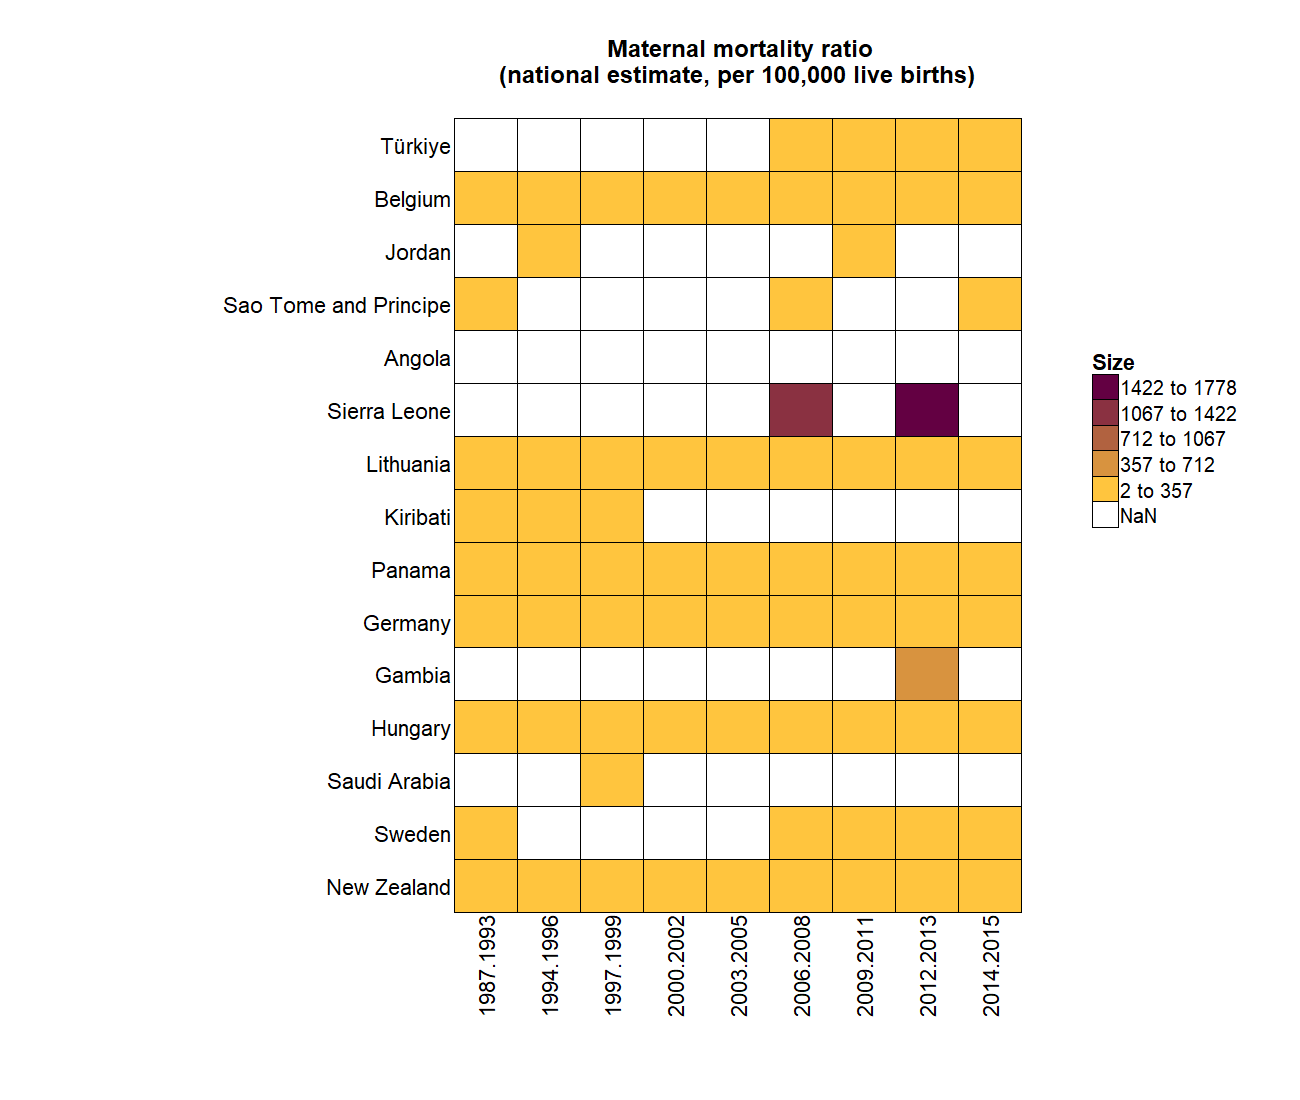 Maternal mortality ratio
(national estimate, per 100,000 live births)
Türkiye
Belgium
Jordan
Sao Tome and Principe
Angola
Sierra Leone
Lithuania
Kiribati
Panama
Germany
Gambia
Hungary
Saudi Arabia
Sweden
New Zealand
1987.1993
1994.1996
1997.1999
2000.2002
2003.2005
2006.2008
2009.2011
2012.2013
2014.2015
Size
1422 to 1778
1067 to 1422
712 to 1067
357 to 712
2 to 357
NaN